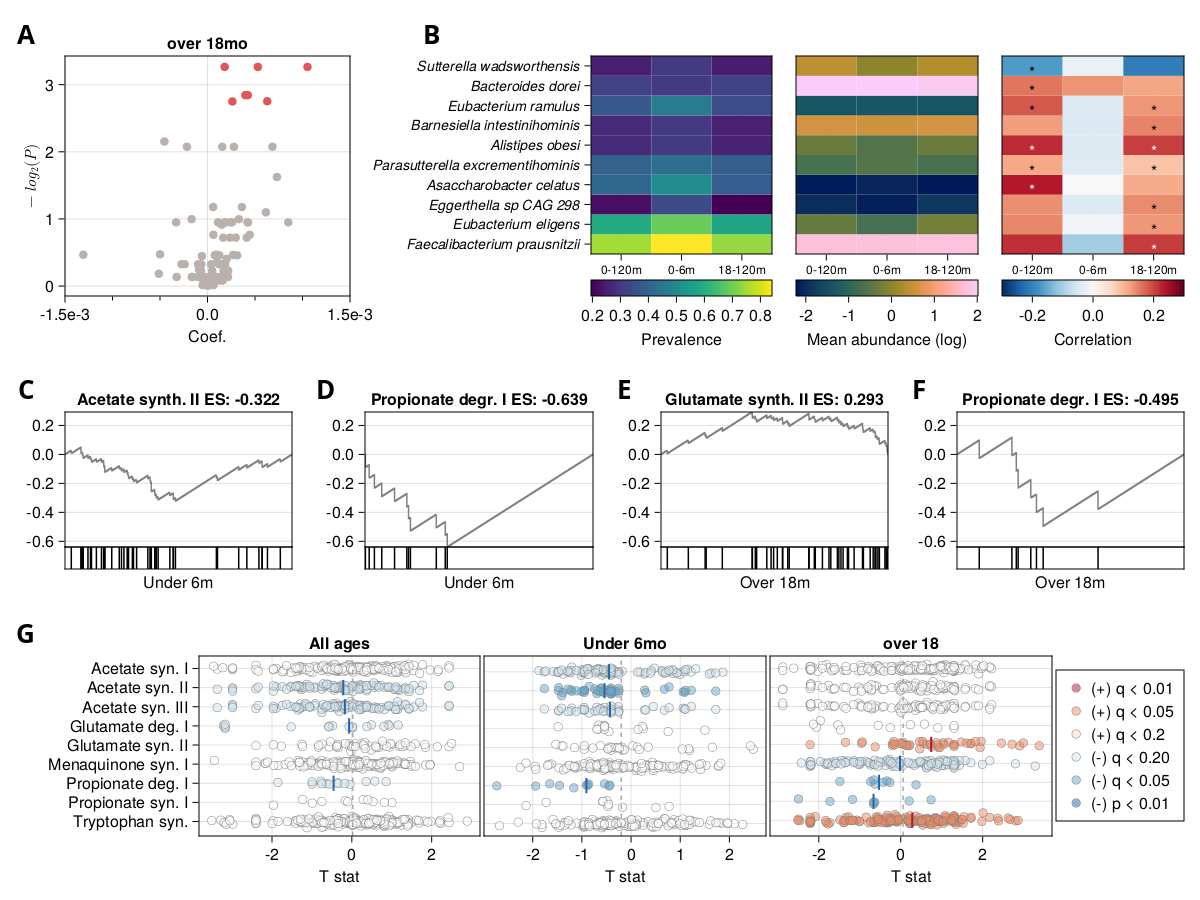 A
over 18mo
3
2
1
0
− log₂(P)
-1.5e-3
0.0
1.5e-3
Coef.
B
Sutterella wadsworthensis
Bacteroides dorei
Eubacterium ramulus
Barnesiella intestinihominis
Alistipes obesi
Parasutterella excrementihominis
Asaccharobacter celatus
Eggerthella sp CAG 298
Eubacterium eligens
Faecalibacterium prausnitzii
* * * * * * * * * * * *
0-120m 0-6m 18-120m
0-120m 0-6m 18-120m
0-120m 0-6m 18-120m
0.2 0.3 0.4 0.5 0.6 0.7 0.8
Prevalence
-2 -1 0 1 2
Mean abundance (log)
-0.2 0.0 0.2
Correlation
C
Acetate synth. II ES: -0.322
0.2
0.0
-0.2
-0.4
-0.6
Under 6m
D
Propionate degr. I ES: -0.639
0.2
0.0
-0.2
-0.4
-0.6
Under 6m
E
Glutamate synth. II ES: 0.293
0.2
0.0
-0.2
-0.4
-0.6
Over 18m
F
Propionate degr. I ES: -0.495
0.2
0.0
-0.2
-0.4
-0.6
Over 18m
G
All ages
Under 6mo
over 18
Acetate syn. I
Acetate syn. II
Acetate syn. III
Glutamate deg. I
Glutamate syn. II
Menaquinone syn. I
Propionate deg. I
Propionate syn. I
Tryptophan syn.
-2 0 2
T stat
-2 -1 0 1 2
T stat
-2 0 2
T stat
(+) q < 0.01
(+) q < 0.05
(+) q < 0.2
(-) q < 0.20
(-) q < 0.05
(-) p < 0.01